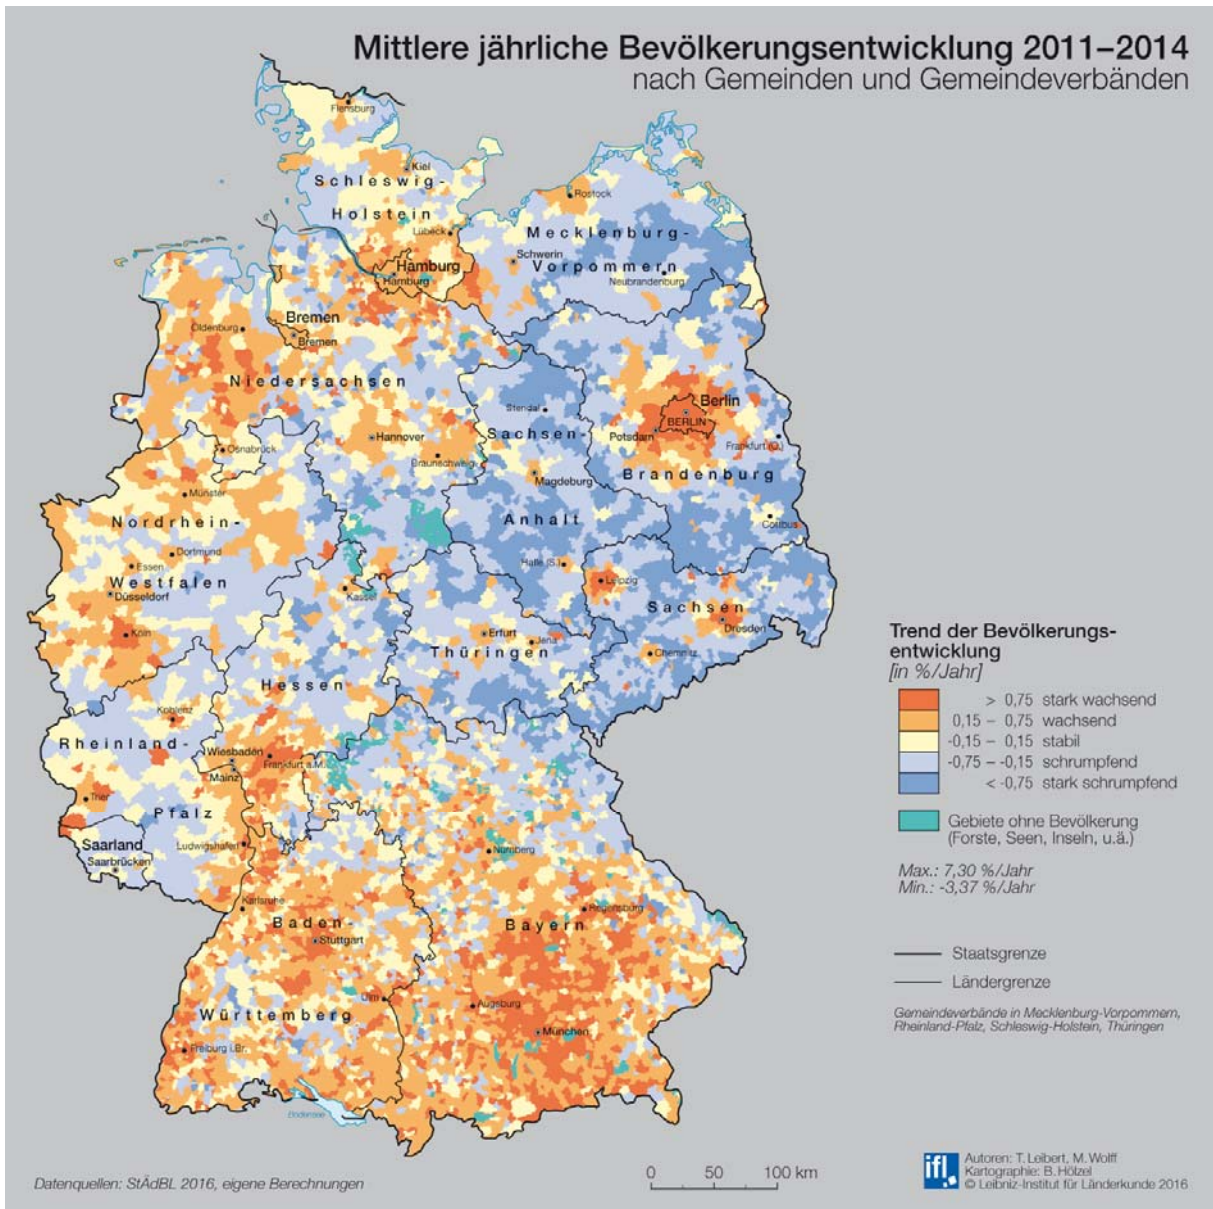 Mittlere jährliche Bevölkerungsentwicklung 2011–2014
nach Gemeinden und Gemeindeverbänden
Flensburg
Kiel
Schleswig-
Holstein
Lübeck
Rostock
Mecklenburg-
Schwerin
Vorpommern
Neubrandenburg
Hamburg
Hamburg
Bremen
Bremen
Oldenburg
Niedersachsen
Berlin
BERLIN
Stendal
Potsdam
Frankfurt (O.)
Hannover
Sachsen-
Osnabrück
Braunschweig
Brandenburg
Magdeburg
Münster
Nordrhein-
Anhalt
Cottbus
Dortmund
Essen
Halle (S.)
Westfalen
Leipzig
Düsseldorf
Kassel
Sachsen
Köln
Erfurt
Jena
Dresden
Thüringen
Chemnitz
Hessen
Koblenz
Rheinland-
Wiesbaden
Frankfurt a.M.
Mainz
Trier
Pfalz
Saarland
Ludwigshafen
Nürnberg
Saarbrücken
Karlsruhe
Regensburg
Baden-
Bayern
Stuttgart
Ulm
Augsburg
Württemberg
München
Freiburg i.Br.
Bodensee
Trend der Bevölkerungs-
entwicklung
[in %/Jahr]
> 0,75 stark wachsend
0,15 – 0,75 wachsend
-0,15 – 0,15 stabil
-0,75 – -0,15 schrumpfend
< -0,75 stark schrumpfend
Gebiete ohne Bevölkerung
(Forste, Seen, Inseln, u.ä.)
Max.: 7,30 %/Jahr
Min.: -3,37 %/Jahr
Staatsgrenze
Ländergrenze
Gemeindeverbände in Mecklenburg-Vorpommern,
Rheinland-Pfalz, Schleswig-Holstein, Thüringen
Datenquellen: StÄdBL 2016, eigene Berechnungen
0 50 100 km
ifl
Autoren: T. Leibert, M. Wolff
Kartographie: B. Hölzel
© Leibniz-Institut für Länderkunde 2016